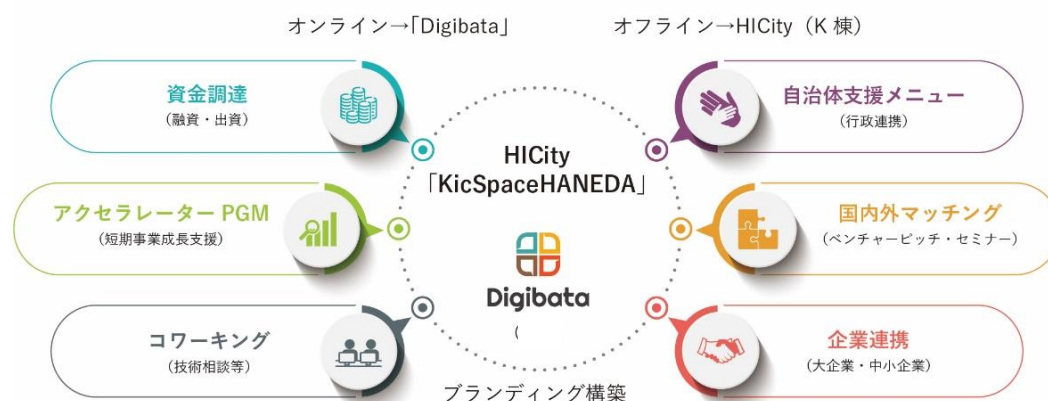 オンライン→「Digibata」
オフライン→HICity（K 棟）
資金調達
（融資・出資）
アクセラレーター PGM
（短期事業成長支援）
コワーキング
（技術相談等）
HICity
「KicSpaceHANEDA」
Digibata
（
ブランディング構築
自治体支援メニュー
（行政連携）
国内外マッチング
（ベンチャーピッチ・セミナー）
企業連携
（大企業・中小企業）